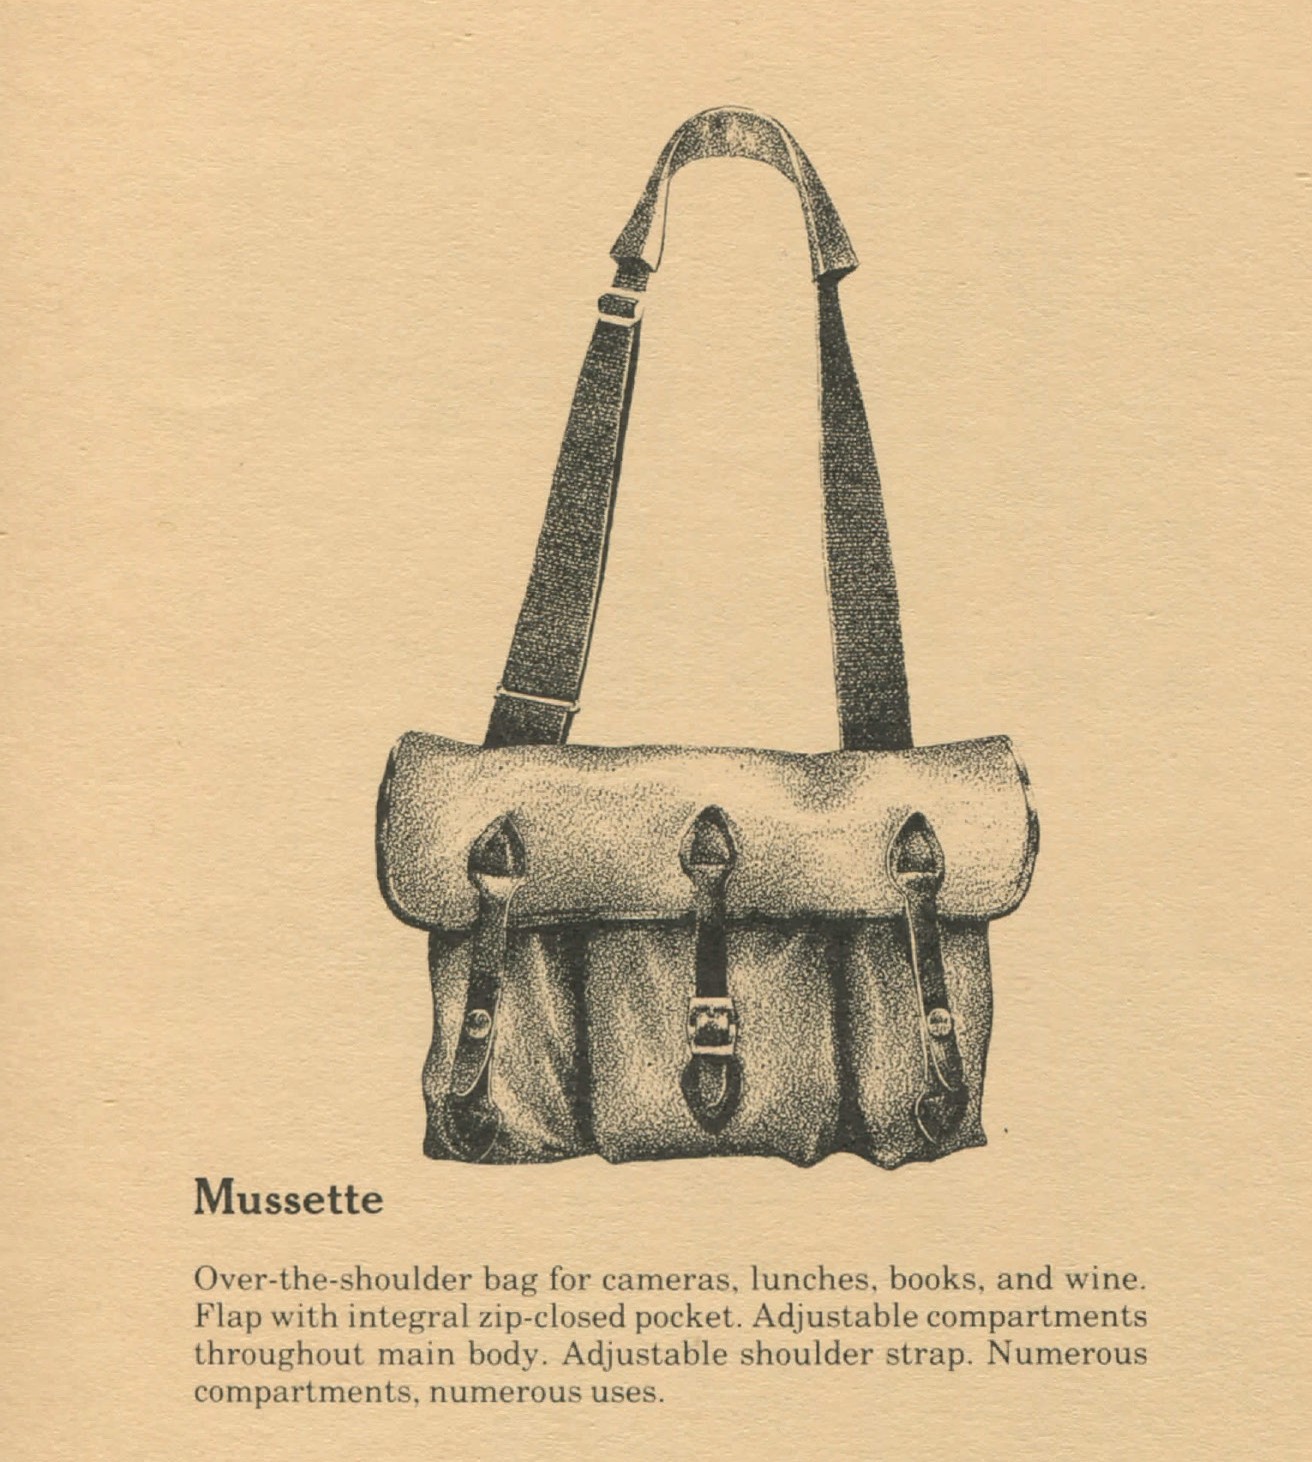 Mussette
Over-the-shoulder bag for cameras, lunches, books, and wine.
Flap with integral zip-closed pocket. Adjustable compartments
throughout main body. Adjustable shoulder strap. Numerous
compartments, numerous uses.